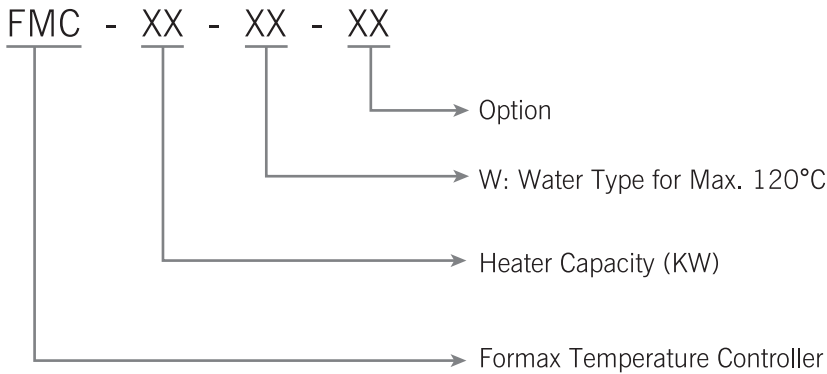 FMC - XX - XX - XX
Option
W: Water Type for Max. 120°C
Heater Capacity (KW)
Formax Temperature Controller